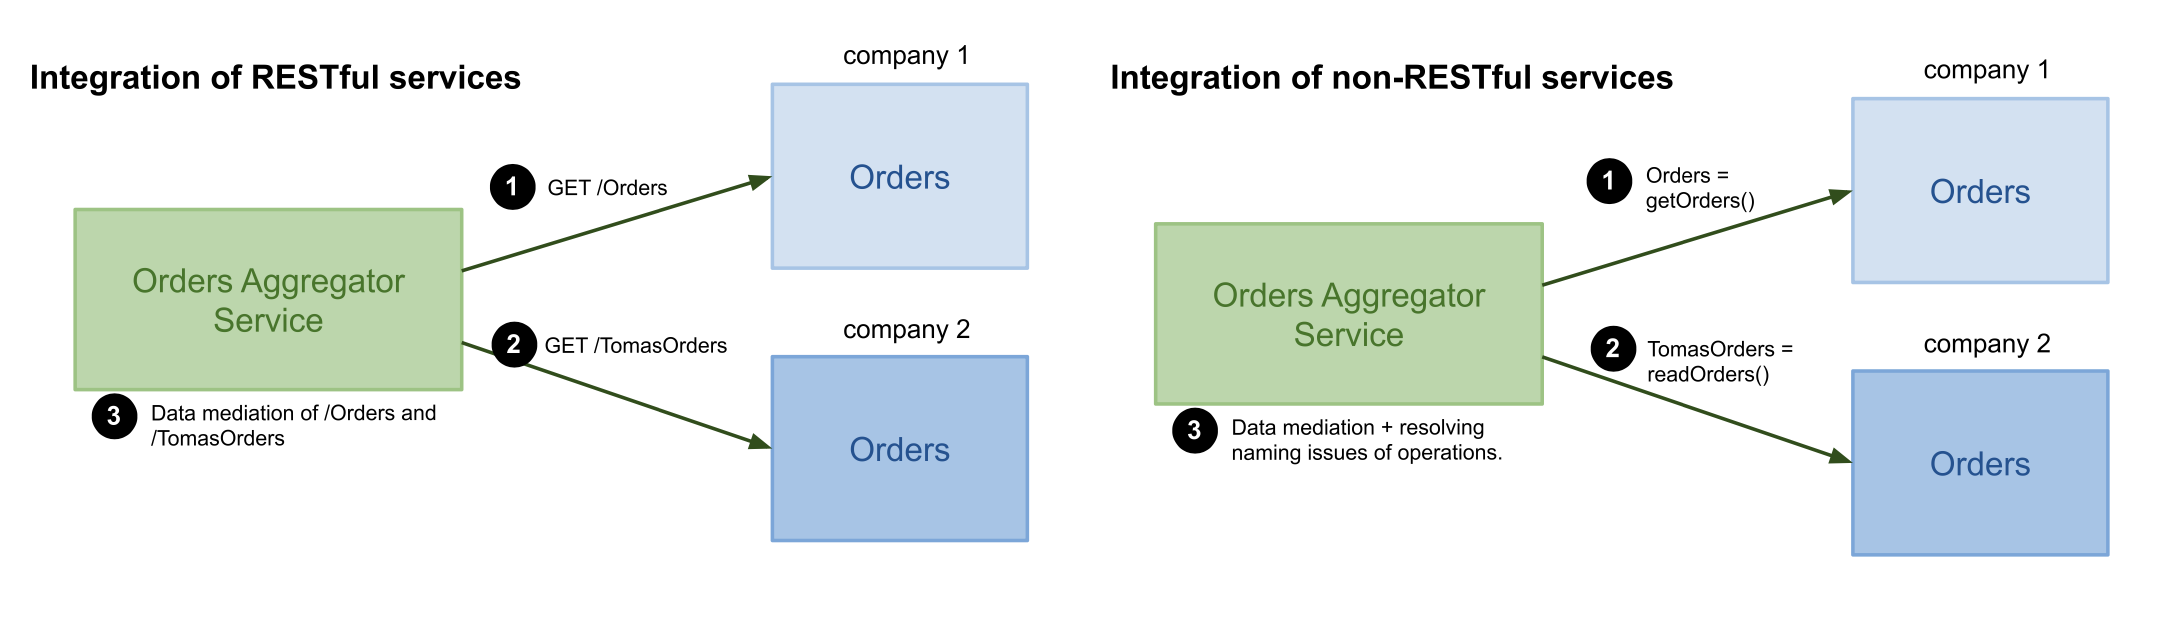 Integration of RESTful services
company 1
Orders
1
GET /Orders
Orders Aggregator
Service
2
GET /TomasOrders
company 2
Orders
3
Data mediation of /Orders and
/TomasOrders
Integration of non-RESTful services
company 1
Orders
1
Orders =
getOrders()
Orders Aggregator
Service
2
TomasOrders =
readOrders()
company 2
Orders
3
Data mediation + resolving
naming issues of operations.